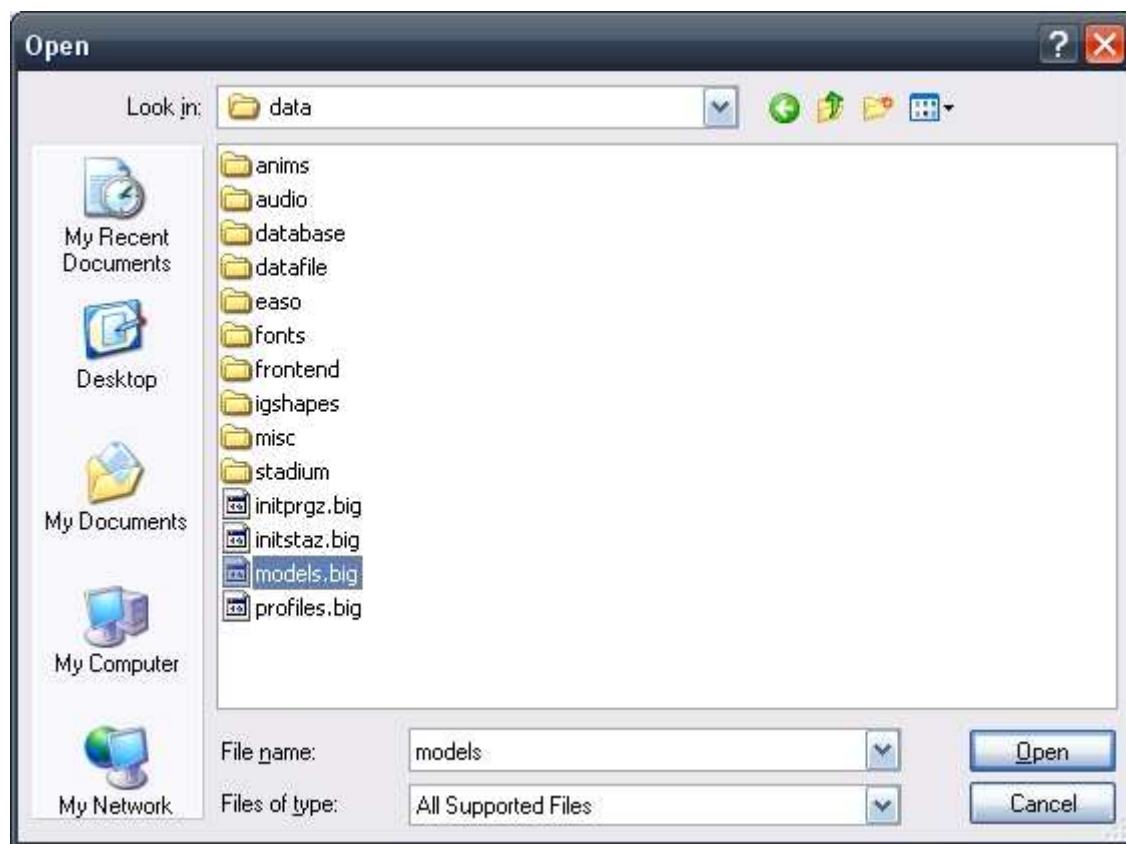 Open
Look in:
data
My Recent
Documents
Desktop
My Documents
My Computer
My Network
anims
audio
database
datafile
easo
fonts
frontend
igshapes
misc
stadium
initprgz.big
initstaz.big
models.big
profiles.big
File name:
models
Open
Files of type:
All Supported Files
Cancel